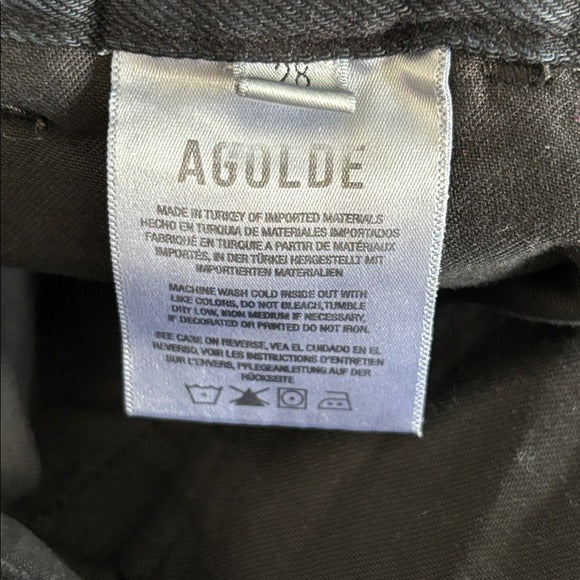 28
AGOLDE
MADE IN TURKEY OF IMPORTED MATERIALS
HECHO EN TURQUIA DE MATERIALES IMPORTADOS
FABRIQUÉ EN TURQUIE A PARTIR DE MATÉRIAUX
IMPORTÉS, IN DER TÜRKEI HERGESTELLT MIT
IMPORTIERTEN MATERIALIEN
MACHINE WASH COLD INSIDE OUT WITH
LIKE COLORS, DO NOT BLEACH, TUMBLE
DRY LOW, IRON MEDIUM IF NECESSARY,
IF DECORATED OR PRINTED DO NOT IRON.
SEE CARE ON REVERSE, VEA EL CUIDADO EN EL
REVERSO, VOIR LES INSTRUCTIONS D'ENTRETIEN
SUR L'ENVERS, PFLEGEANLEITUNG AUF DER
RÜCKSEITE